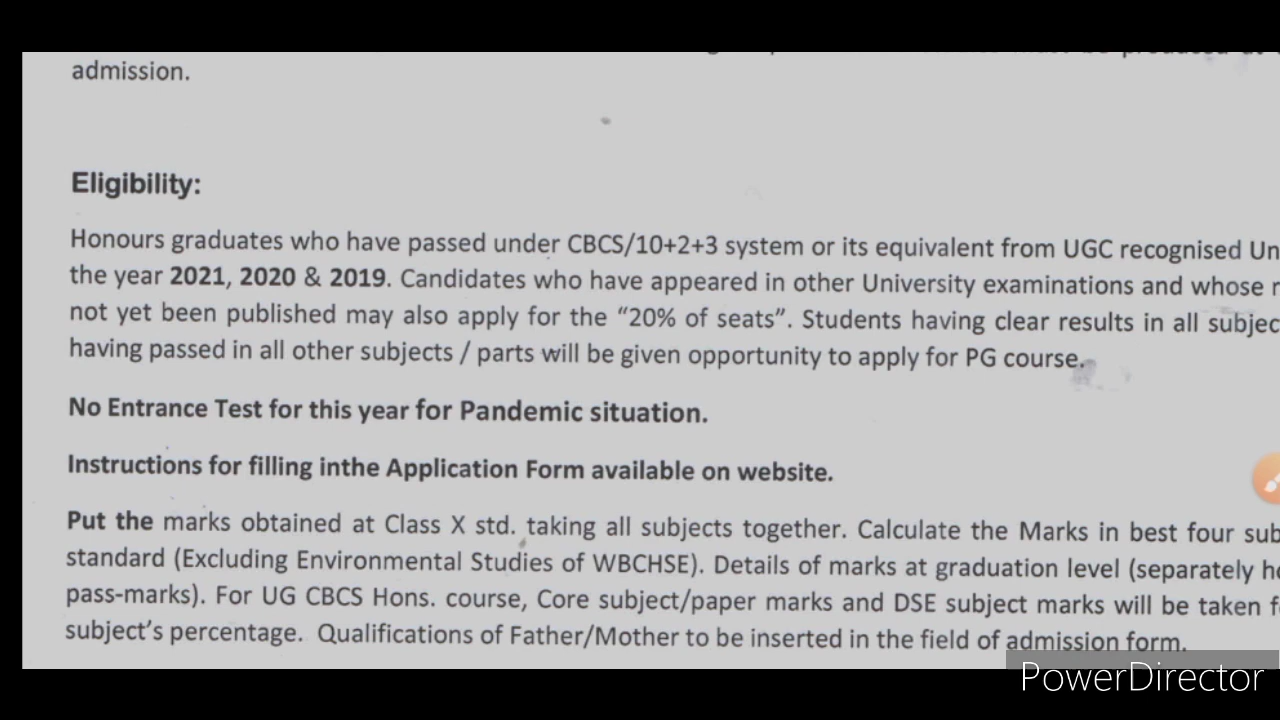 produced at
admission.
Eligibility:
Honours graduates who have passed under CBCS/10+2+3 system or its equivalent from UGC recognised Un
the year 2021, 2020 & 2019. Candidates who have appeared in other University examinations and whose r
not yet been published may also apply for the “20% of seats”. Students having clear results in all subjec
having passed in all other subjects / parts will be given opportunity to apply for PG course.
No Entrance Test for this year for Pandemic situation.
Instructions for filling inthe Application Form available on website.
Put the marks obtained at Class X std. taking all subjects together. Calculate the Marks in best four sub
standard (Excluding Environmental Studies of WBCHSE). Details of marks at graduation level (separately ho
pass-marks). For UG CBCS Hons. course, Core subject/paper marks and DSE subject marks will be taken f
subject’s percentage. Qualifications of Father/Mother to be inserted in the field of admission form.
PowerDirector